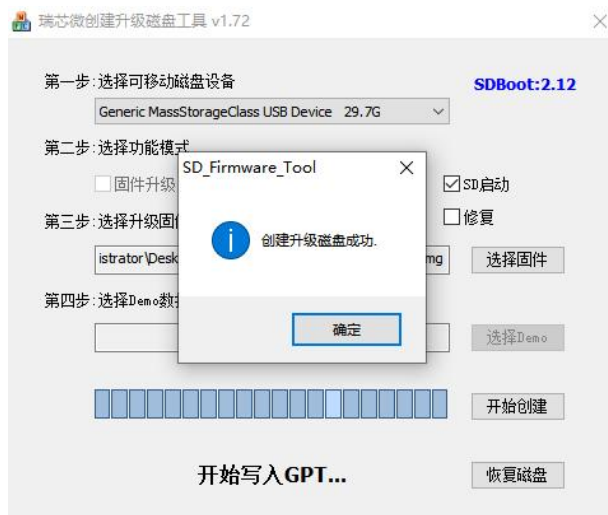 瑞芯微创建升级磁盘工具 v1.72
第一步:选择可移动磁盘设备
SDBoot:2.12
Generic MassStorageClass USB Device 29.7G
第二步:选择功能模式
SD_Firmware_Tool
固件升级
SD启动
第三步:选择升级固
修复
创建升级磁盘成功.
istrator\Desk
mg
选择固件
第四步:选择Demo数
确定
选择Demo
开始创建
开始写入GPT...
恢复磁盘